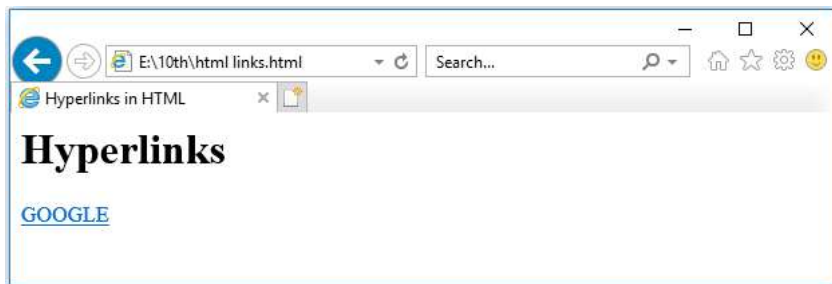 E:\10th\html links.html
Search...
Hyperlinks in HTML
Hyperlinks
GOOGLE